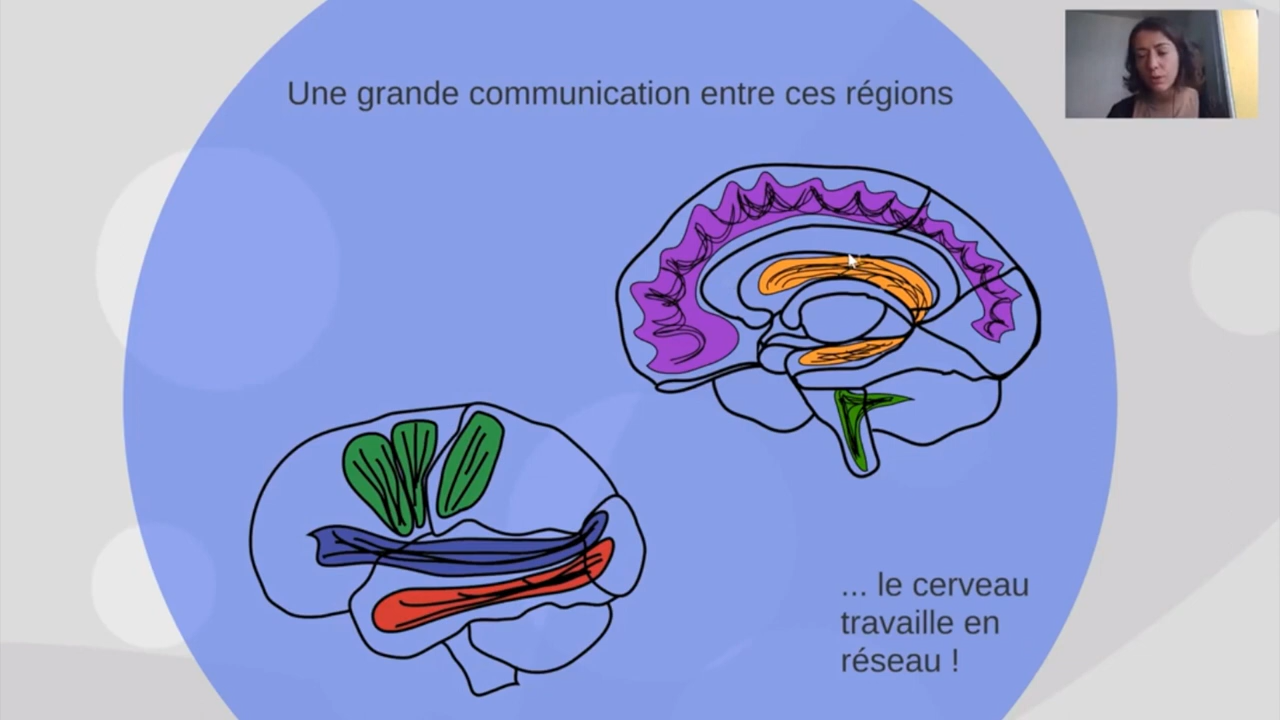 Une grande communication entre ces régions
... le cerveau
travaille en
réseau !